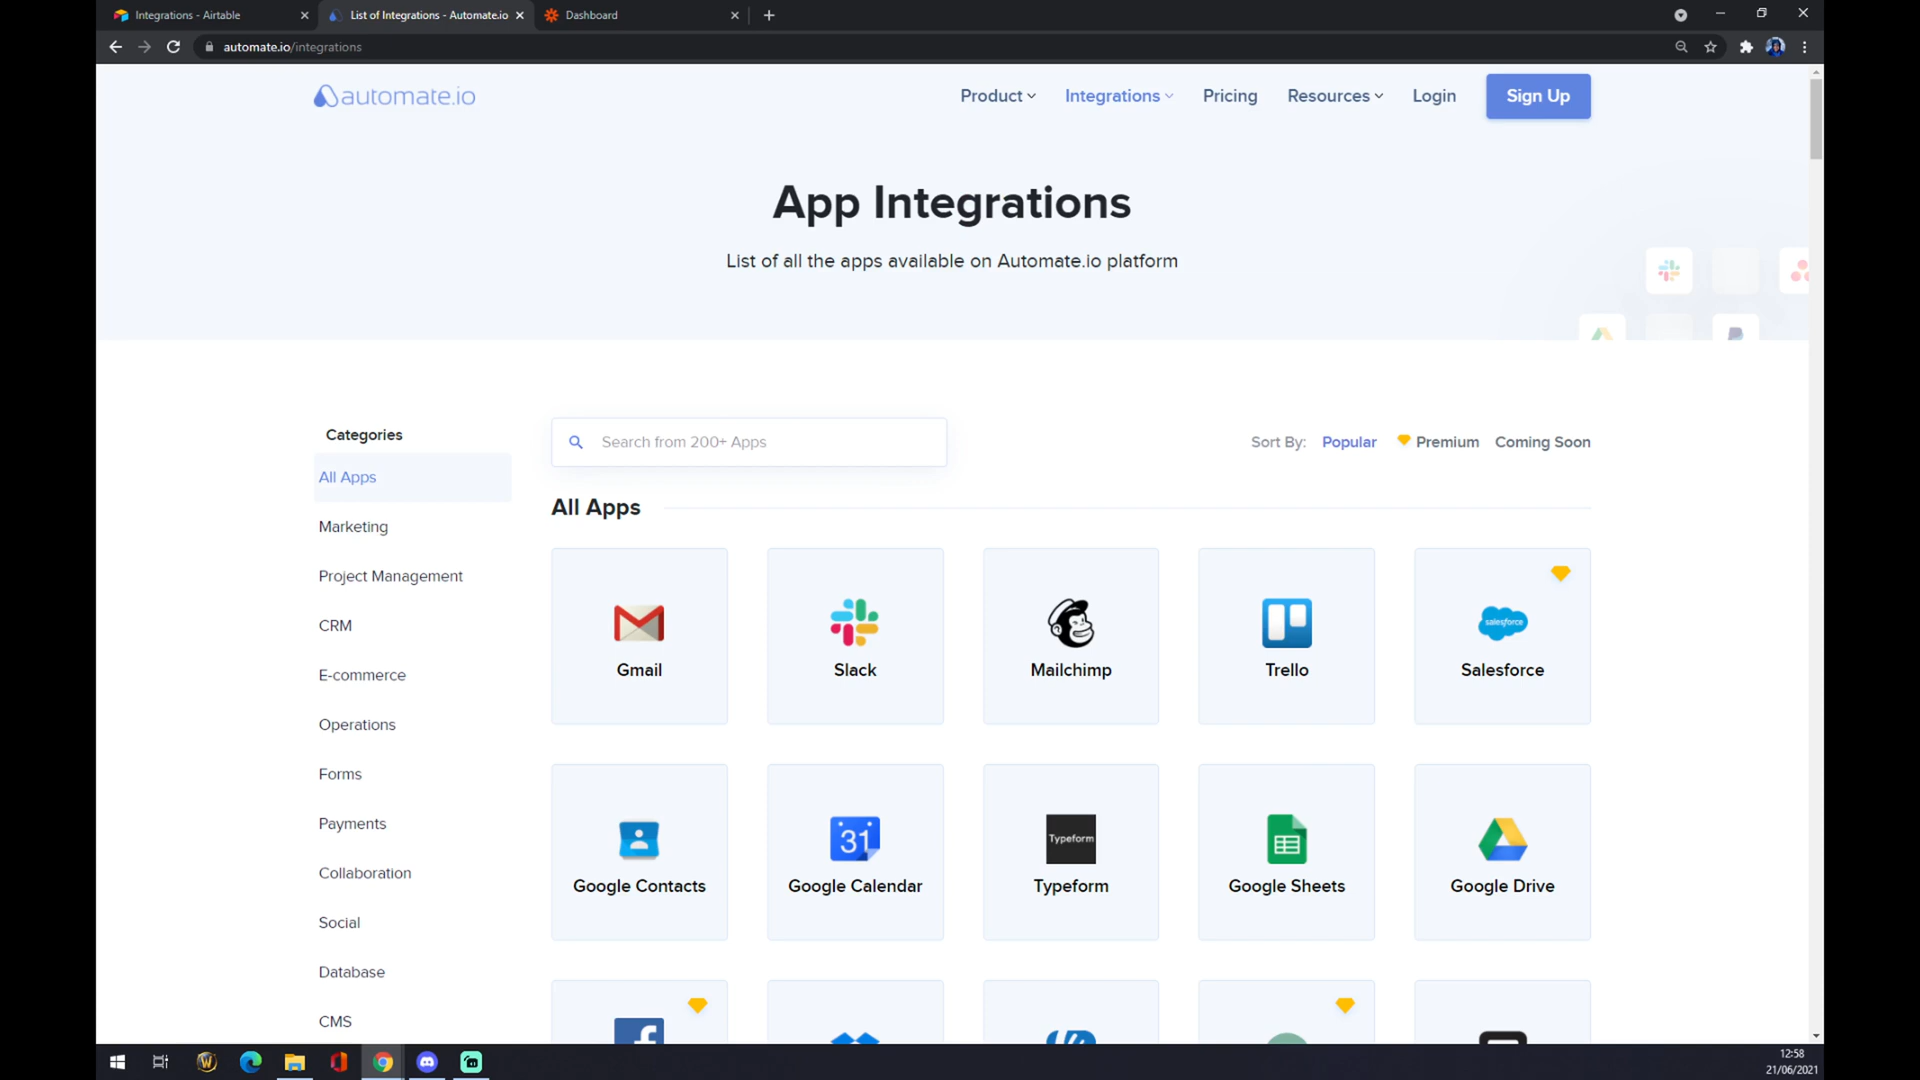 Integrations - Airtable
List of Integrations - Automate.io
Dashboard
automate.io/integrations
automate.io
Product
Integrations
Pricing
Resources
Login
Sign Up
App Integrations
List of all the apps available on Automate.io platform
Categories
All Apps
Marketing
Project Management
CRM
E-commerce
Operations
Forms
Payments
Collaboration
Social
Database
CMS
Search from 200+ Apps
Sort By:
Popular
Premium
Coming Soon
All Apps
Gmail
Slack
Mailchimp
salesforce
Trello
Salesforce
31
Typeform
Google Contacts
Google Calendar
Typeform
Google Sheets
Google Drive
12:58
21/06/2021